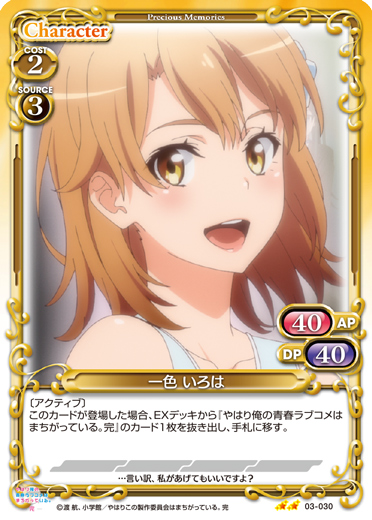 Precious Memories
Character
COST
2
SOURCE
3
40 AP
DP 40
一色 いろは
［アクティブ］
このカードが登場した場合、EXデッキから『やはり俺の青春ラブコメは
まちがっている。完』のカード1枚を抜き出し、手札に移す。
…言い訳、私があげてもいいですよ?
©渡 航、小学館／やはりこの製作委員会はまちがっている。完
03-030